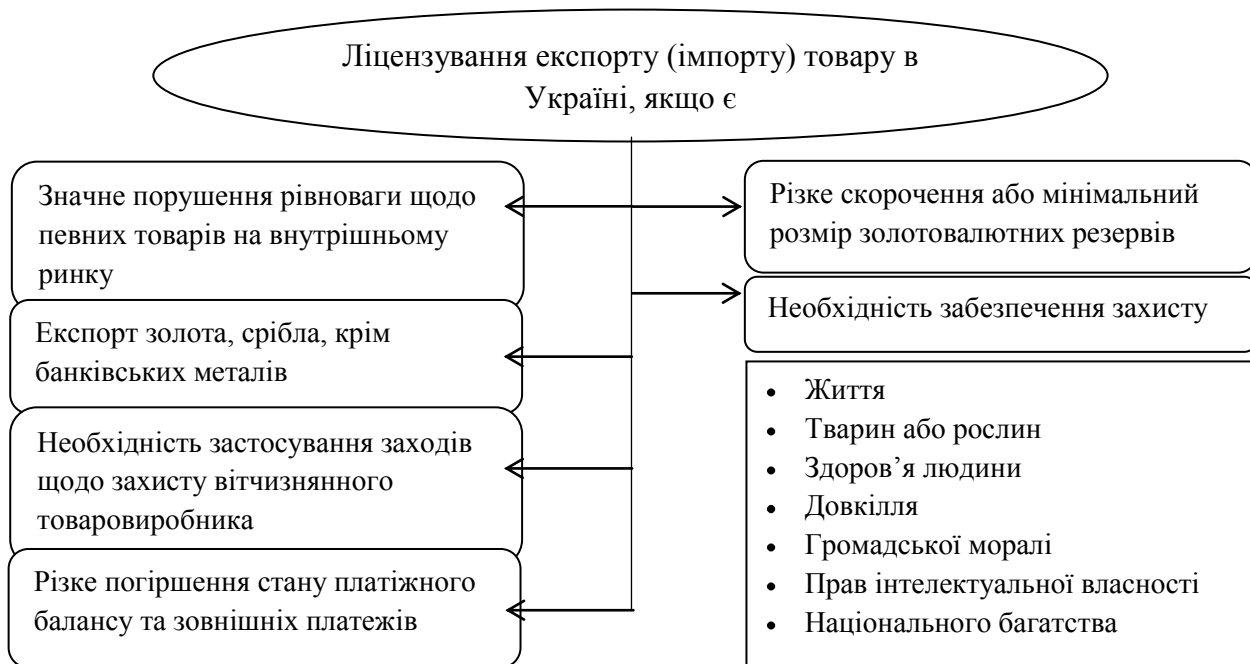 Ліцензування експорту (імпорту) товару в
Україні, якщо є
Значне порушення рівноваги щодо
певних товарів на внутрішньому
ринку
Експорт золота, срібла, крім
банківських металів
Необхідність застосування заходів
щодо захисту вітчизнянного
товаровиробника
Різке погіршення стану платіжного
балансу та зовнішніх платежів
Різке скорочення або мінімальний
розмір золотовалютних резервів
Необхідність забезпечення захисту
• Життя
• Тварин або рослин
• Здоров’я людини
• Довкілля
• Громадської моралі
• Прав інтелектуальної власності
• Національного багатства